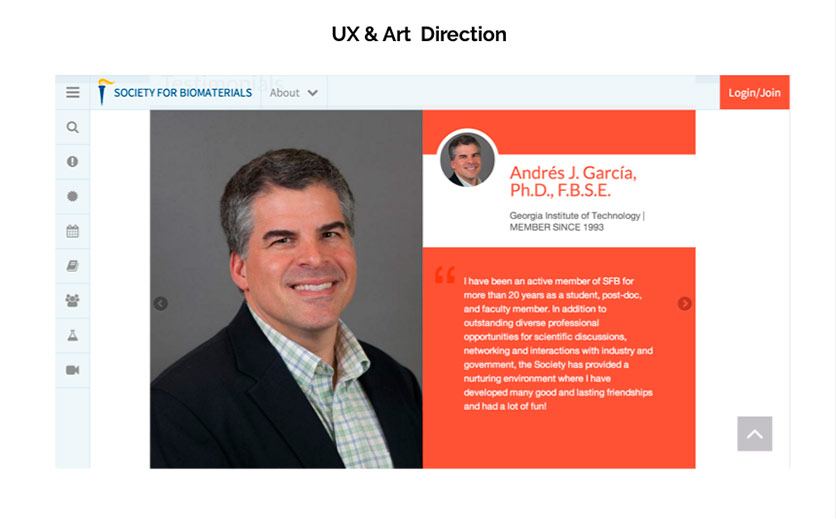 UX & Art Direction
Testimonials
SOCIETY FOR BIOMATERIALS
About
Login/Join
Andrés J. García,
Ph.D., F.B.S.E.
Georgia Institute of Technology |
MEMBER SINCE 1993
“
I have been an active member of SFB for
more than 20 years as a student, post-doc,
and faculty member. In addition to
outstanding diverse professional
opportunities for scientific discussions,
networking and interactions with industry and
government, the Society has provided a
nurturing environment where I have
developed many good and lasting friendships
and had a lot of fun!